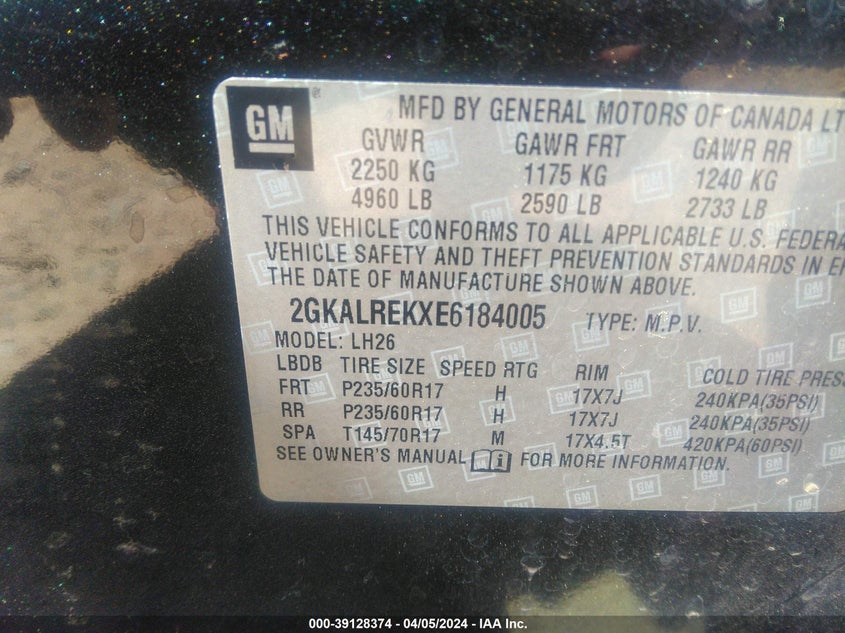 GM ® MFD BY GENERAL MOTORS OF CANADA LT
GVWR GAWR FRT GAWR RR
2250 KG 1175 KG 1240 KG
4960 LB 2590 LB 2733 LB
THIS VEHICLE CONFORMS TO ALL APPLICABLE U.S. FEDERA
VEHICLE SAFETY AND THEFT PREVENTION STANDARDS IN E
THE DATE OF MANUFACTURE SHOWN ABOVE.
2GKALREKXE6184005 TYPE: M.P.V.
MODEL: LH26
LBDB TIRE SIZE SPEED RTG RIM COLD TIRE PRES
FRT P235/60R17 H 17X7J 240KPA(35PSI)
RR P235/60R17 H 17X7J 240KPA(35PSI)
SPA T145/70R17 M 17X4.5T 420KPA(60PSI)
SEE OWNER'S MANUAL FOR MORE INFORMATION.
000-39128374 — 04/05/2024 — IAA Inc.